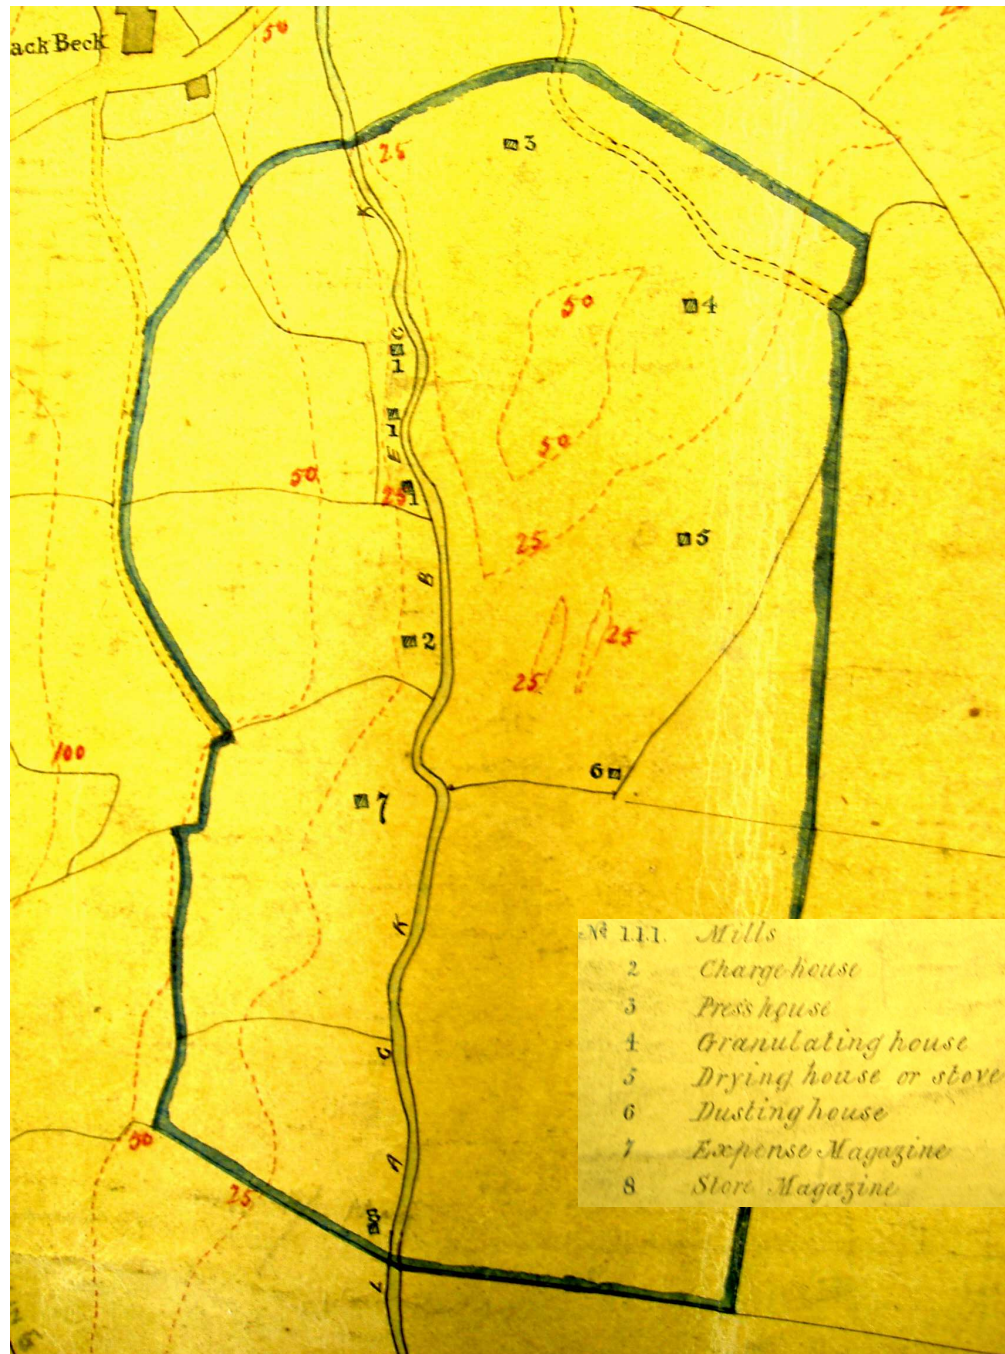 ack Beck
50
25
3
50
4
1
1
50
50
25
1
25
5
2
25
25
100
6
7
L A C K B E C K
50
25
8
№ 1.1.1. Mills
2 Charge house
3 Press house
4 Granulating house
5 Drying house or stove
6 Dusting house
7 Expense Magazine
8 Store Magazine